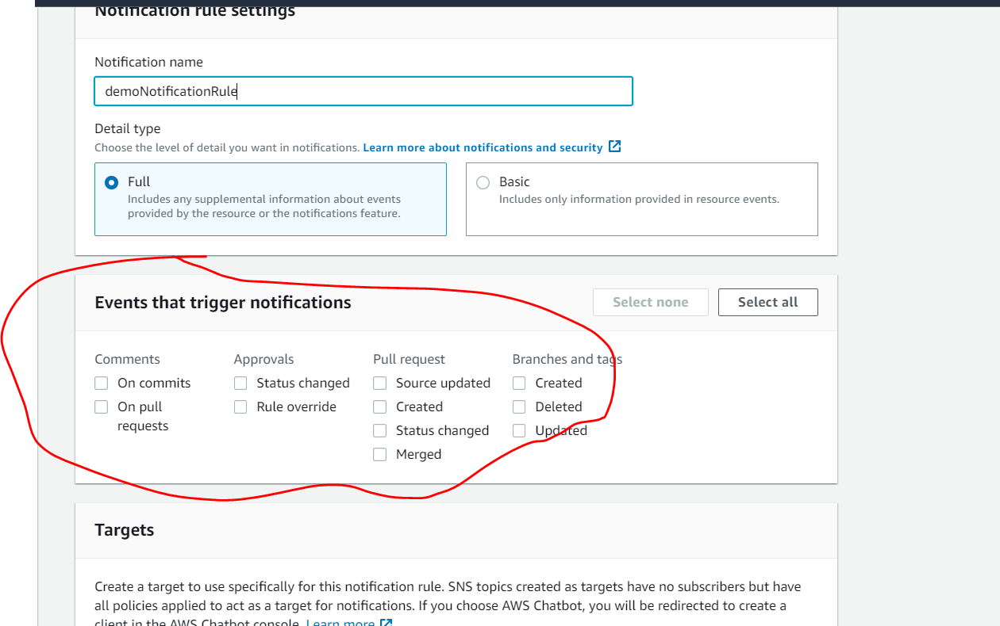 Notification rule settings
Notification name
demoNotificationRule
Detail type
Choose the level of detail you want in notifications. Learn more about notifications and security
Full
Includes any supplemental information about events
provided by the resource or the notifications feature.
Basic
Includes only information provided in resource events.
Events that trigger notifications
Select none
Select all
Comments
On commits
On pull
requests
Approvals
Status changed
Rule override
Pull request
Source updated
Created
Status changed
Merged
Branches and tags
Created
Deleted
Updated
Targets
Create a target to use specifically for this notification rule. SNS topics created as targets have no subscribers but have
all policies applied to act as a target for notifications. If you choose AWS Chatbot, you will be redirected to create a
client in the AWS Chatbot console. Learn more